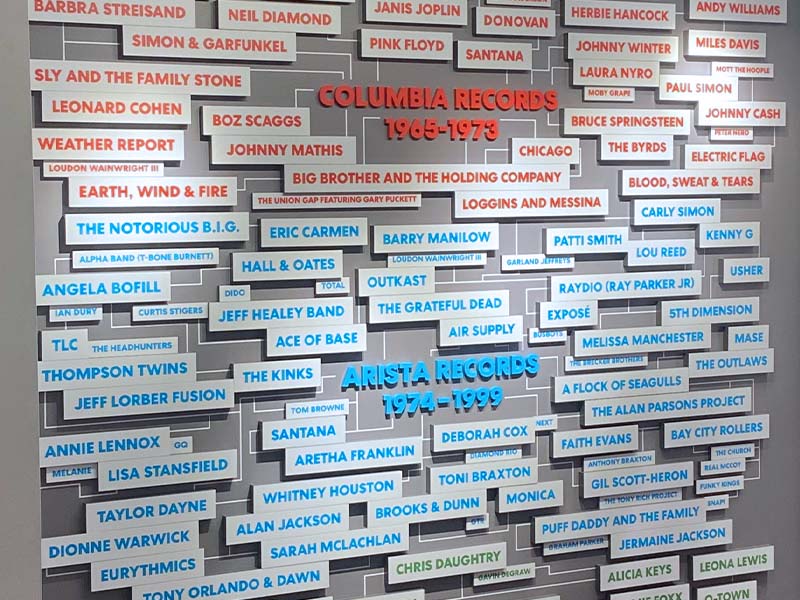 BARBRA STREISAND
NEIL DIAMOND
JANIS JOPLIN
DONOVAN
HERBIE HANCOCK
ANDY WILLIAMS
SIMON & GARFUNKEL
PINK FLOYD
SANTANA
JOHNNY WINTER
MILES DAVIS
SLY AND THE FAMILY STONE
LAURA NYRO
MOTT THE HOOPLE
LEONARD COHEN
COLUMBIA RECORDS
1965-1973
MOBY GRAPE
PAUL SIMON
BOZ SCAGGS
BRUCE SPRINGSTEEN
JOHNNY CASH
WEATHER REPORT
JOHNNY MATHIS
CHICAGO
THE BYRDS
PETER NERO
ELECTRIC FLAG
LOUDON WAINWRIGHT III
BIG BROTHER AND THE HOLDING COMPANY
BLOOD, SWEAT & TEARS
EARTH, WIND & FIRE
THE UNION GAP FEATURING GARY PUCKETT
LOGGINS AND MESSINA
CARLY SIMON
THE NOTORIOUS B.I.G.
ERIC CARMEN
BARRY MANILOW
PATTI SMITH
KENNY G
ALPHA BAND (T-BONE BURNETT)
LOUDON WAINWRIGHT III
GARLAND JEFFREYS
LOU REED
HALL & OATES
OUTKAST
USHER
ANGELA BOFILL
DIDO
TOTAL
RAYDIO (RAY PARKER JR)
IAN DURY
CURTIS STIGERS
JEFF HEALEY BAND
THE GRATEFUL DEAD
EXPOSÉ
5TH DIMENSION
TLC
THE HEADHUNTERS
ACE OF BASE
AIR SUPPLY
BUSBOYS
MELISSA MANCHESTER
MASE
THOMPSON TWINS
THE KINKS
ARISTA RECORDS
1974-1999
THE BRECKER BROTHERS
THE OUTLAWS
JEFF LORBER FUSION
A FLOCK OF SEAGULLS
TOM BROWNE
THE ALAN PARSONS PROJECT
SANTANA
DEBORAH COX
NEXT
FAITH EVANS
BAY CITY ROLLERS
ANNIE LENNOX
GQ
ARETHA FRANKLIN
DIAMOND RIO
ANTHONY BRAXTON
THE CHURCH
MELANIE
LISA STANSFIELD
TONI BRAXTON
GIL SCOTT-HERON
REAL MCCOY
FUNKY KINGS
WHITNEY HOUSTON
MONICA
THE TONY RICH PROJECT
SNAP!
TAYLOR DAYNE
ALAN JACKSON
BROOKS & DUNN
PUFF DADDY AND THE FAMILY
DIONNE WARWICK
SARAH MCLACHLAN
GRAHAM PARKER
JERMAINE JACKSON
EURYTHMICS
CHRIS DAUGHTRY
GAVIN DEGRAW
ALICIA KEYS
LEONA LEWIS
TONY ORLANDO & DAWN
FOXX
O-TOWN